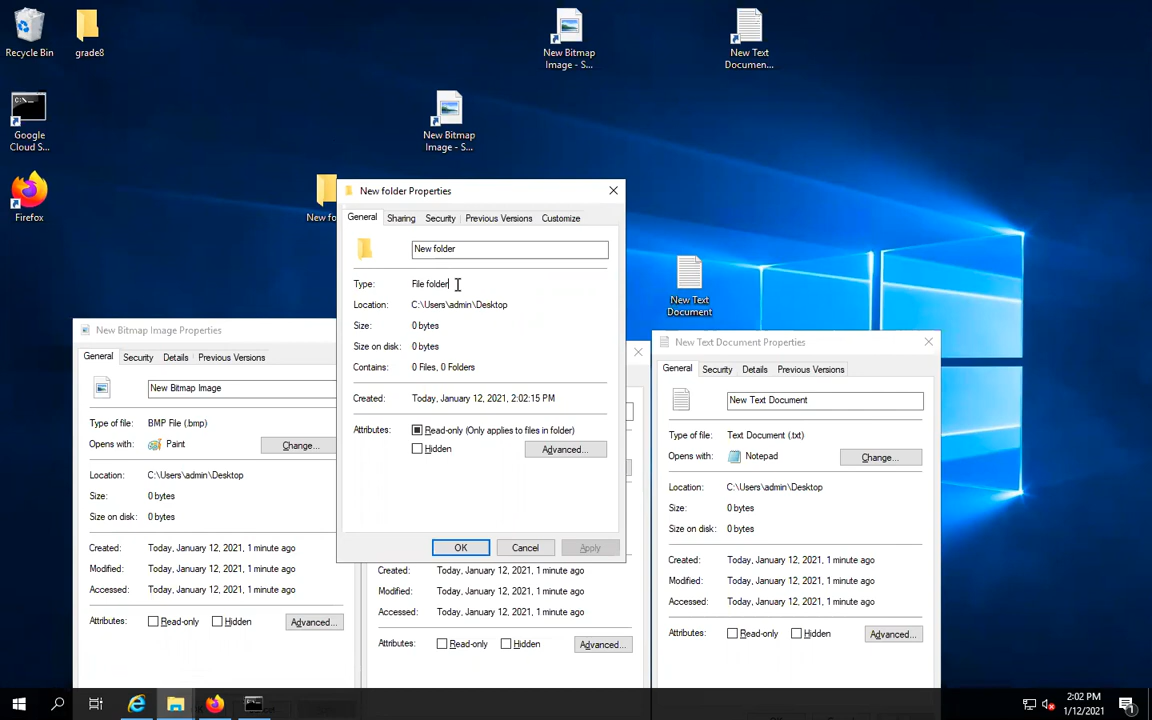 Recycle Bin
grade8
New Bitmap
Image - S...
New Text
Documen...
Google
Cloud S...
New Bitmap
Image - S...
Firefox
New fo
New Text
Document
New folder Properties
General
Sharing
Security
Previous Versions
Customize
New folder
Type:
File folder
Location:
C:\Users\admin\Desktop
Size:
0 bytes
Size on disk:
0 bytes
Contains:
0 Files, 0 Folders
Created:
Today, January 12, 2021, 2:02:15 PM
Attributes:
Read-only (Only applies to files in folder)
Hidden
Advanced...
OK
Cancel
Apply
New Bitmap Image Properties
General
Security
Details
Previous Versions
New Bitmap Image
Type of file:
BMP File (.bmp)
Opens with:
Paint
Change...
Location:
C:\Users\admin\Desktop
Size:
0 bytes
Size on disk:
0 bytes
Created:
Today, January 12, 2021, 1 minute ago
Modified:
Today, January 12, 2021, 1 minute ago
Accessed:
Today, January 12, 2021, 1 minute ago
Attributes:
Read-only
Hidden
Advanced...
Created:
Today, January 12, 2021, 1 minute ago
Modified:
Today, January 12, 2021, 1 minute ago
Accessed:
Today, January 12, 2021, 1 minute ago
Attributes:
Read-only
Hidden
Advanced...
New Text Document Properties
General
Security
Details
Previous Versions
New Text Document
Type of file:
Text Document (.txt)
Opens with:
Notepad
Change...
Location:
C:\Users\admin\Desktop
Size:
0 bytes
Size on disk:
0 bytes
Created:
Today, January 12, 2021, 1 minute ago
Modified:
Today, January 12, 2021, 1 minute ago
Accessed:
Today, January 12, 2021, 1 minute ago
Attributes:
Read-only
Hidden
Advanced...
2:02 PM
1/12/2021
1